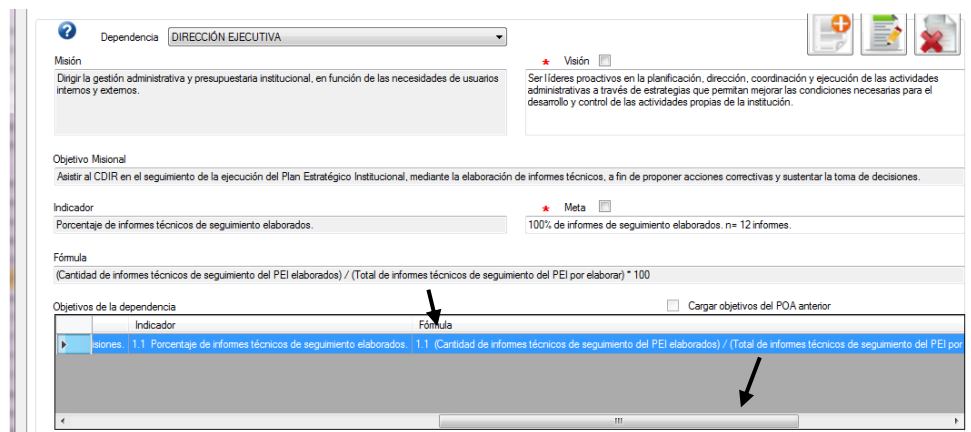 Dependencia DIRECCIÓN EJECUTIVA
Misión
* Visión
Dirigir la gestión administrativa y presupuestaria institucional, en función de las necesidades de usuarios
internos y externos.
Ser líderes proactivos en la planificación, dirección, coordinación y ejecución de las actividades
administrativas a través de estrategias que permitan mejorar las condiciones necesarias para el
desarrollo y control de las actividades propias de la institución.
Objetivo Misional
Asistir al CDIR en el seguimiento de la ejecución del Plan Estratégico Institucional, mediante la elaboración de informes técnicos, a fin de proponer acciones correctivas y sustentar la toma de decisiones.
Indicador
* Meta
Porcentaje de informes técnicos de seguimiento elaborados.
100% de informes de seguimiento elaborados. n= 12 informes.
Fórmula
(Cantidad de informes técnicos de seguimiento del PEI elaborados) / (Total de informes técnicos de seguimiento del PEI por elaborar) * 100
Objetivos de la dependencia
Cargar objetivos del POA anterior
Indicador Fórmula
isiones. 1.1 Porcentaje de informes técnicos de seguimiento elaborados. 1.1 (Cantidad de informes técnicos de seguimiento del PEI elaborados) / (Total de informes técnicos de seguimiento del PEI por